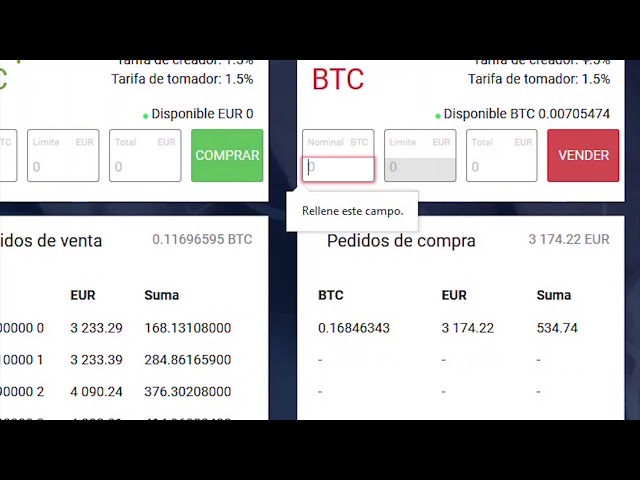 C
Tarifa de creador: 1.5%
Tarifa de tomador: 1.5%
Disponible EUR 0
TC
Límite EUR
0
Total EUR
0
COMPRAR
BTC
Tarifa de creador: 1.5%
Tarifa de tomador: 1.5%
Disponible BTC 0.00705474
Nominal BTC
0
Límite EUR
0
Total EUR
0
VENDER
Rellene este campo.
idos de venta 0.11696595 BTC
EUR Suma
00000 0 3 233.29 168.13108000
10000 1 3 233.39 284.86165900
90000 2 4 090.24 376.30208000
Pedidos de compra 3 174.22 EUR
BTC EUR Suma
0.16846343 3 174.22 534.74
- - -
- - -